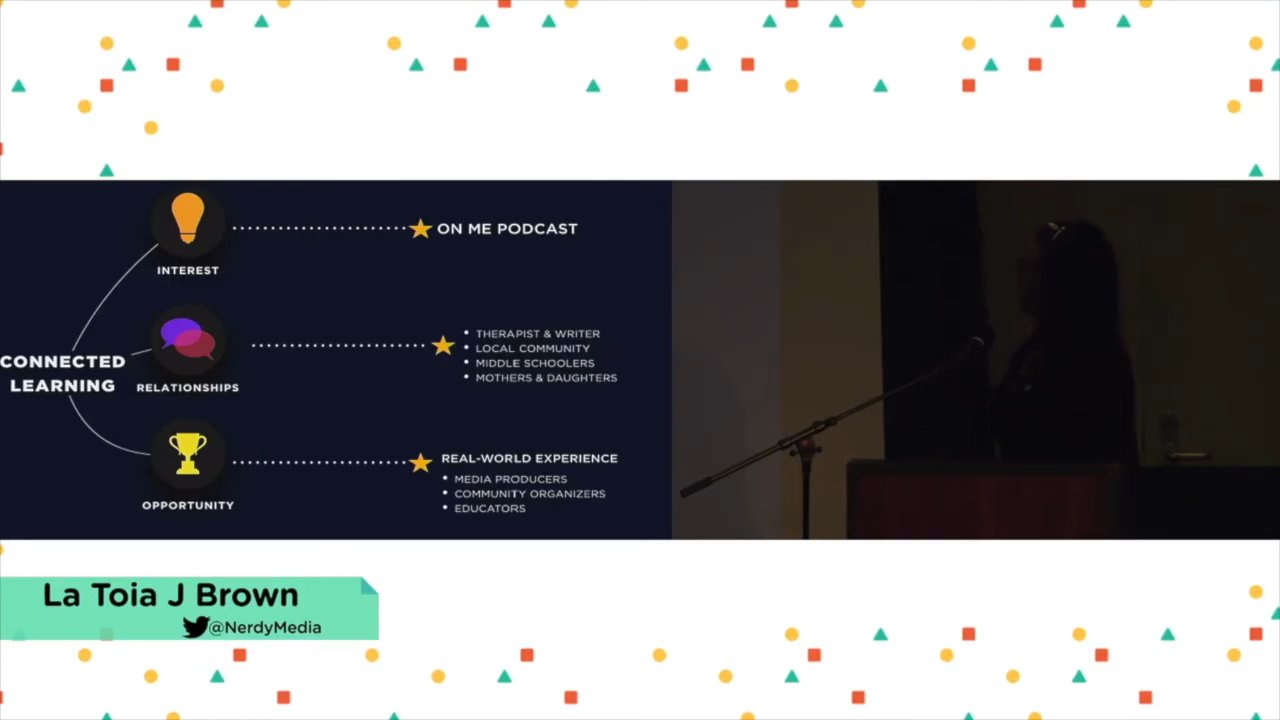 ON ME PODCAST
INTEREST
• THERAPIST & WRITER
• LOCAL COMMUNITY
• MIDDLE SCHOOLERS
• MOTHERS & DAUGHTERS
CONNECTED
LEARNING
RELATIONSHIPS
REAL-WORLD EXPERIENCE
• MEDIA PRODUCERS
• COMMUNITY ORGANIZERS
• EDUCATORS
OPPORTUNITY
La Toia J Brown
@NerdyMedia